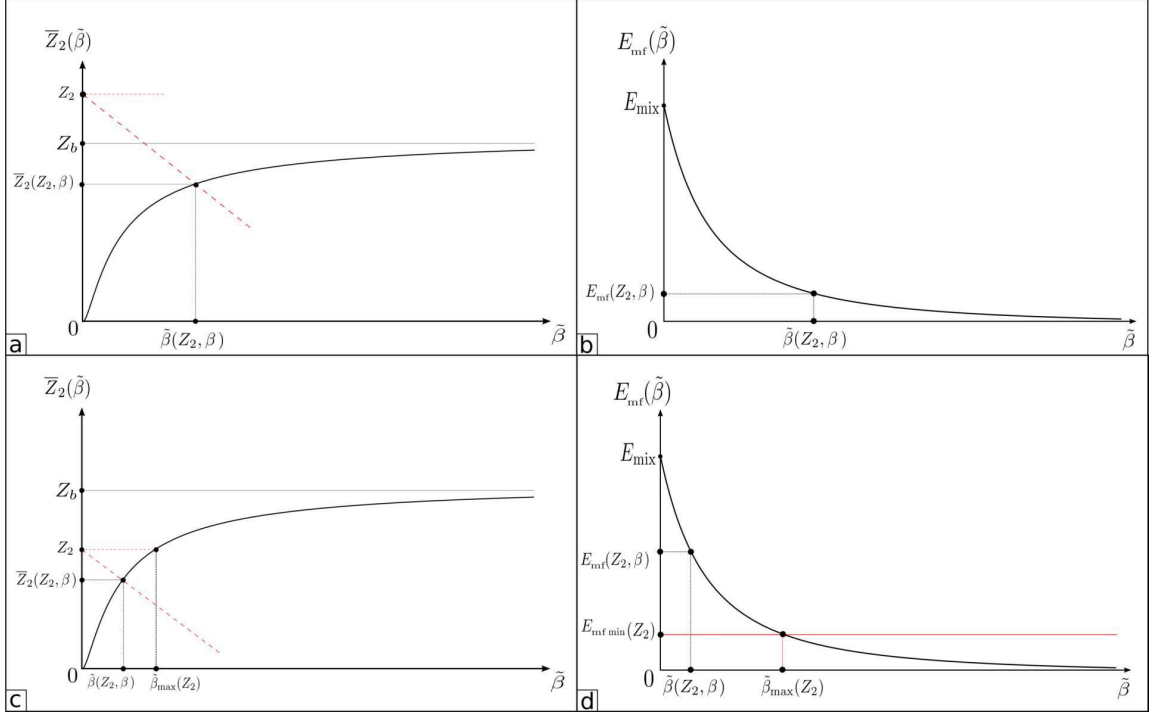 Z̅₂(β̃)
Z₂
Z_b
Z̅₂(Z₂, β)
0
β̃(Z₂, β)
β̃
a
E_mf(β̃)
E_mix
E_mf(Z₂, β)
0
β̃(Z₂, β)
β̃
b
Z̅₂(β̃)
Z_b
Z₂
Z̅₂(Z₂, β)
0
β̃(Z₂, β)
β̃_max(Z₂)
β̃
c
E_mf(β̃)
E_mix
E_mf(Z₂, β)
E_mf min(Z₂)
0
β̃(Z₂, β)
β̃_max(Z₂)
β̃
d